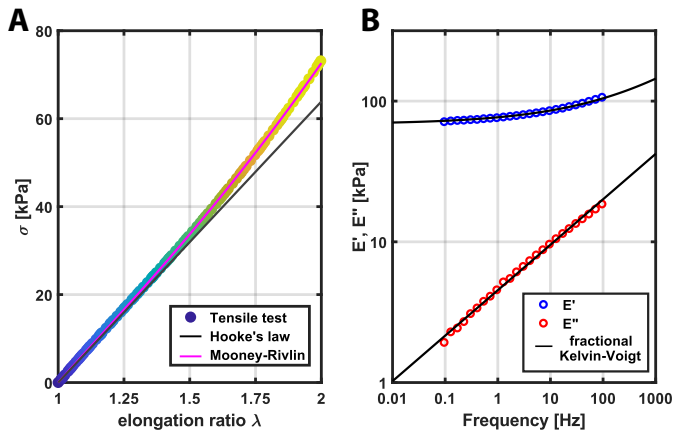 A
80
60
40
20
0
σ [kPa]
1
1.25
1.5
1.75
2
elongation ratio λ
Tensile test
Hooke's law
Mooney-Rivlin
B
100
10
1
E', E" [kPa]
0.01
0.1
1
10
100
1000
Frequency [Hz]
E'
E"
fractional
Kelvin-Voigt